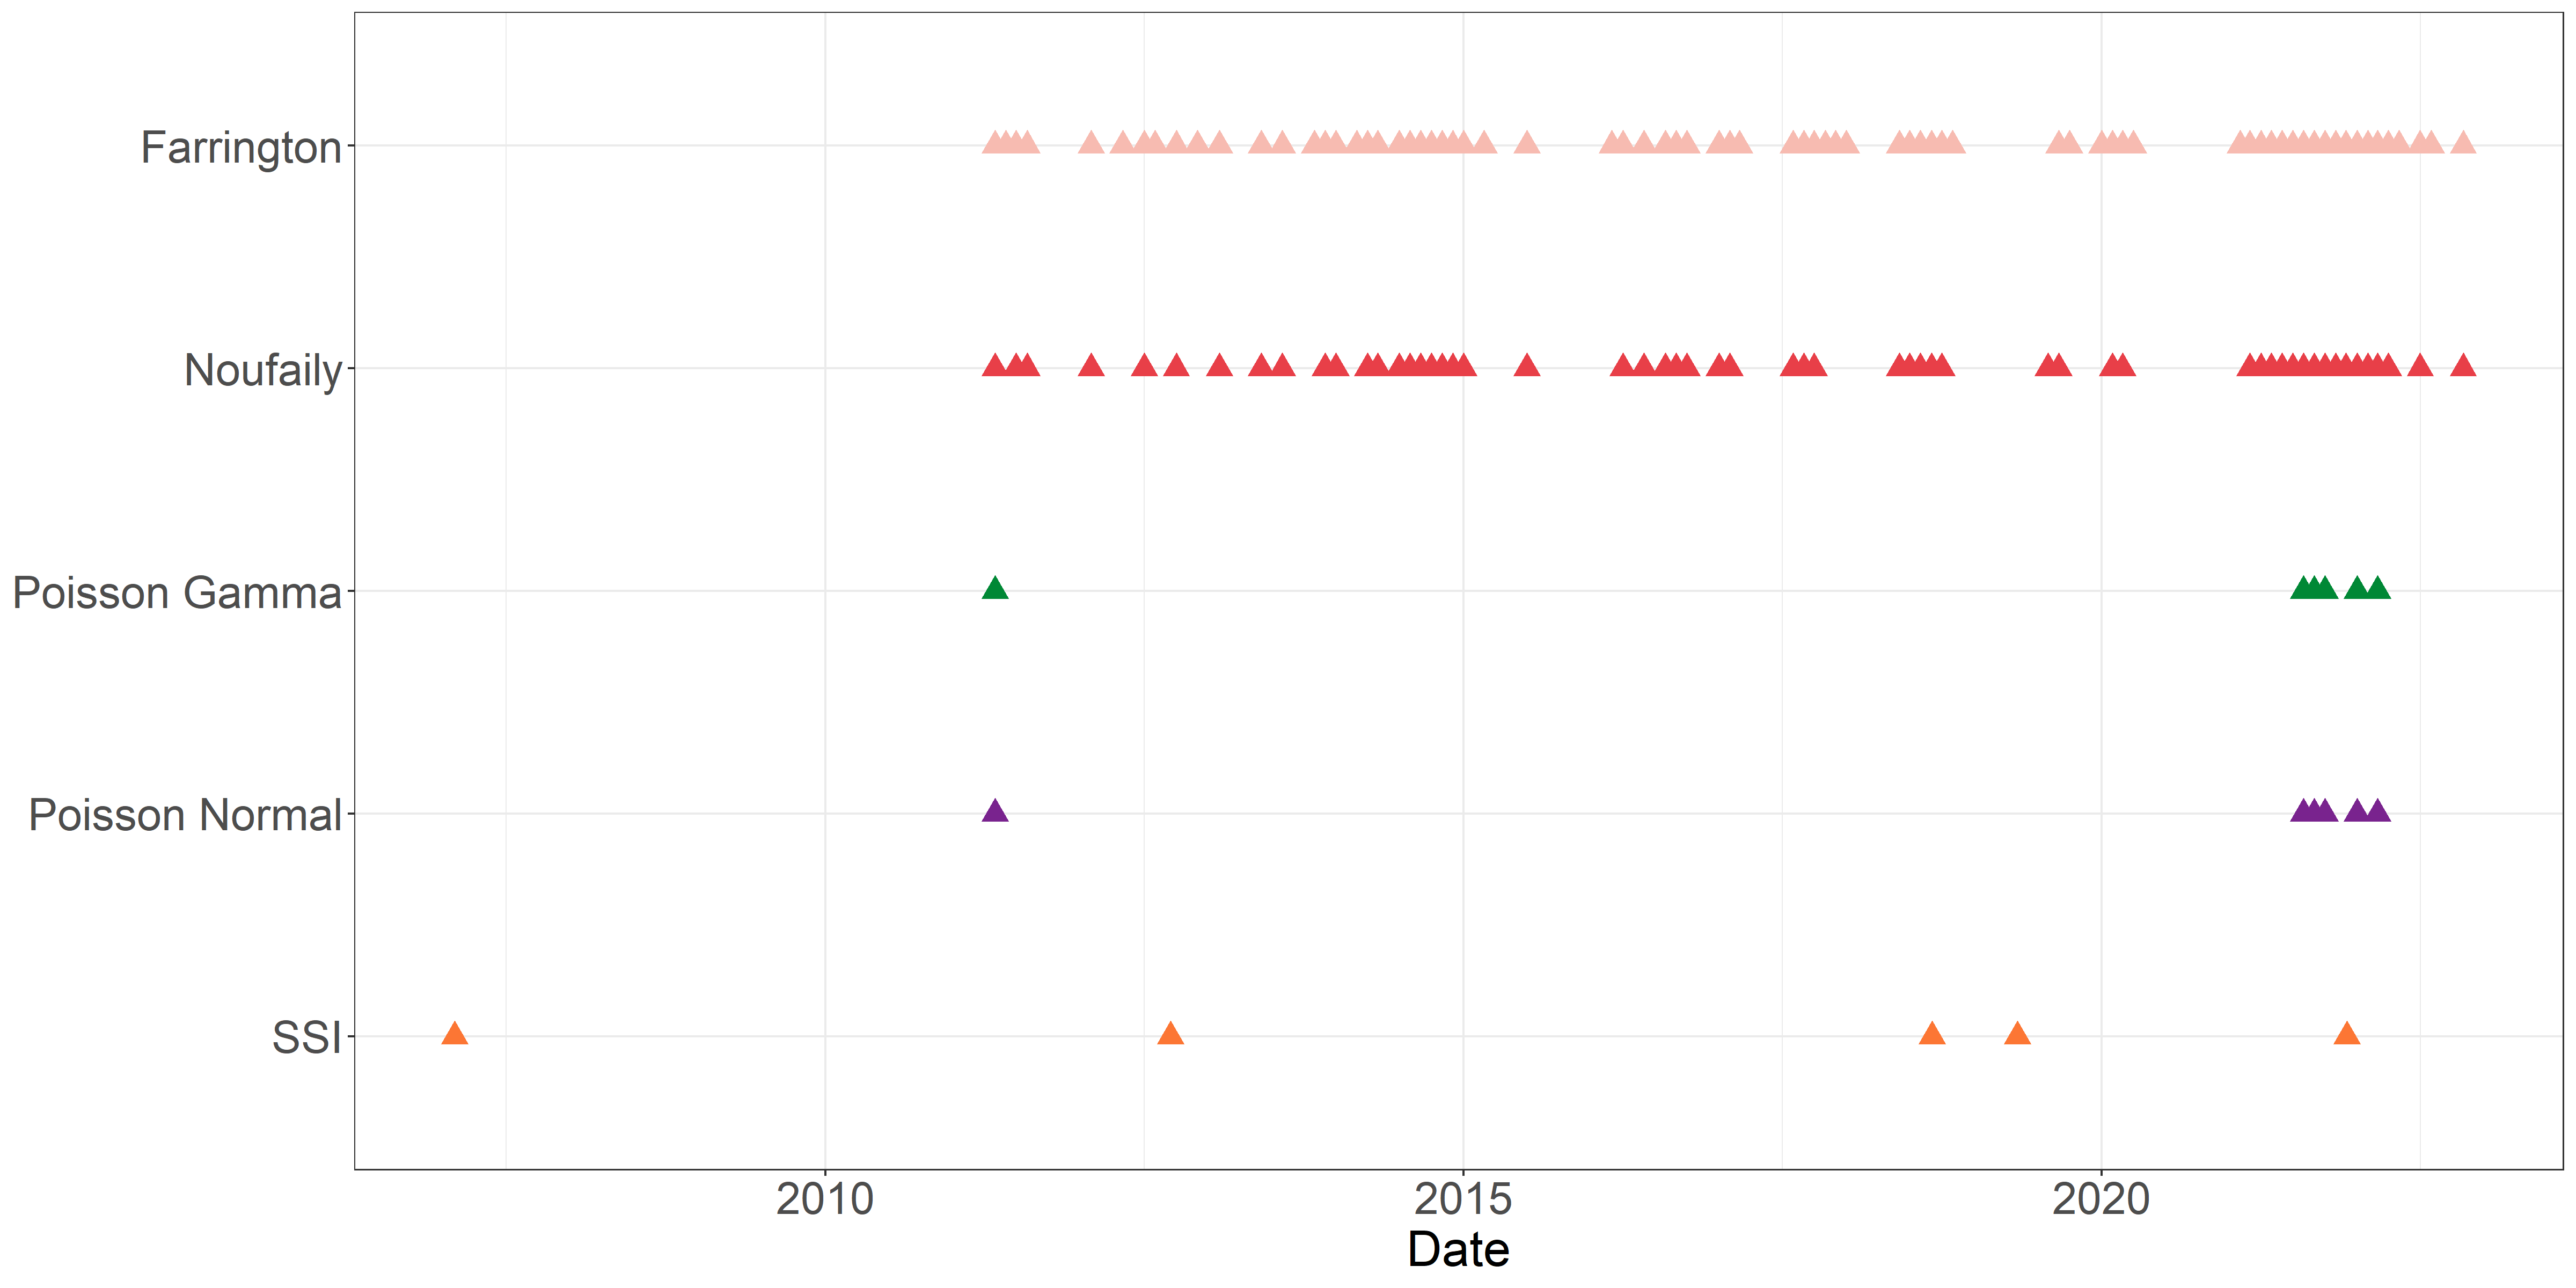 Farrington
Noufaily
Poisson Gamma
Poisson Normal
SSI
2010 2015 2020
Date